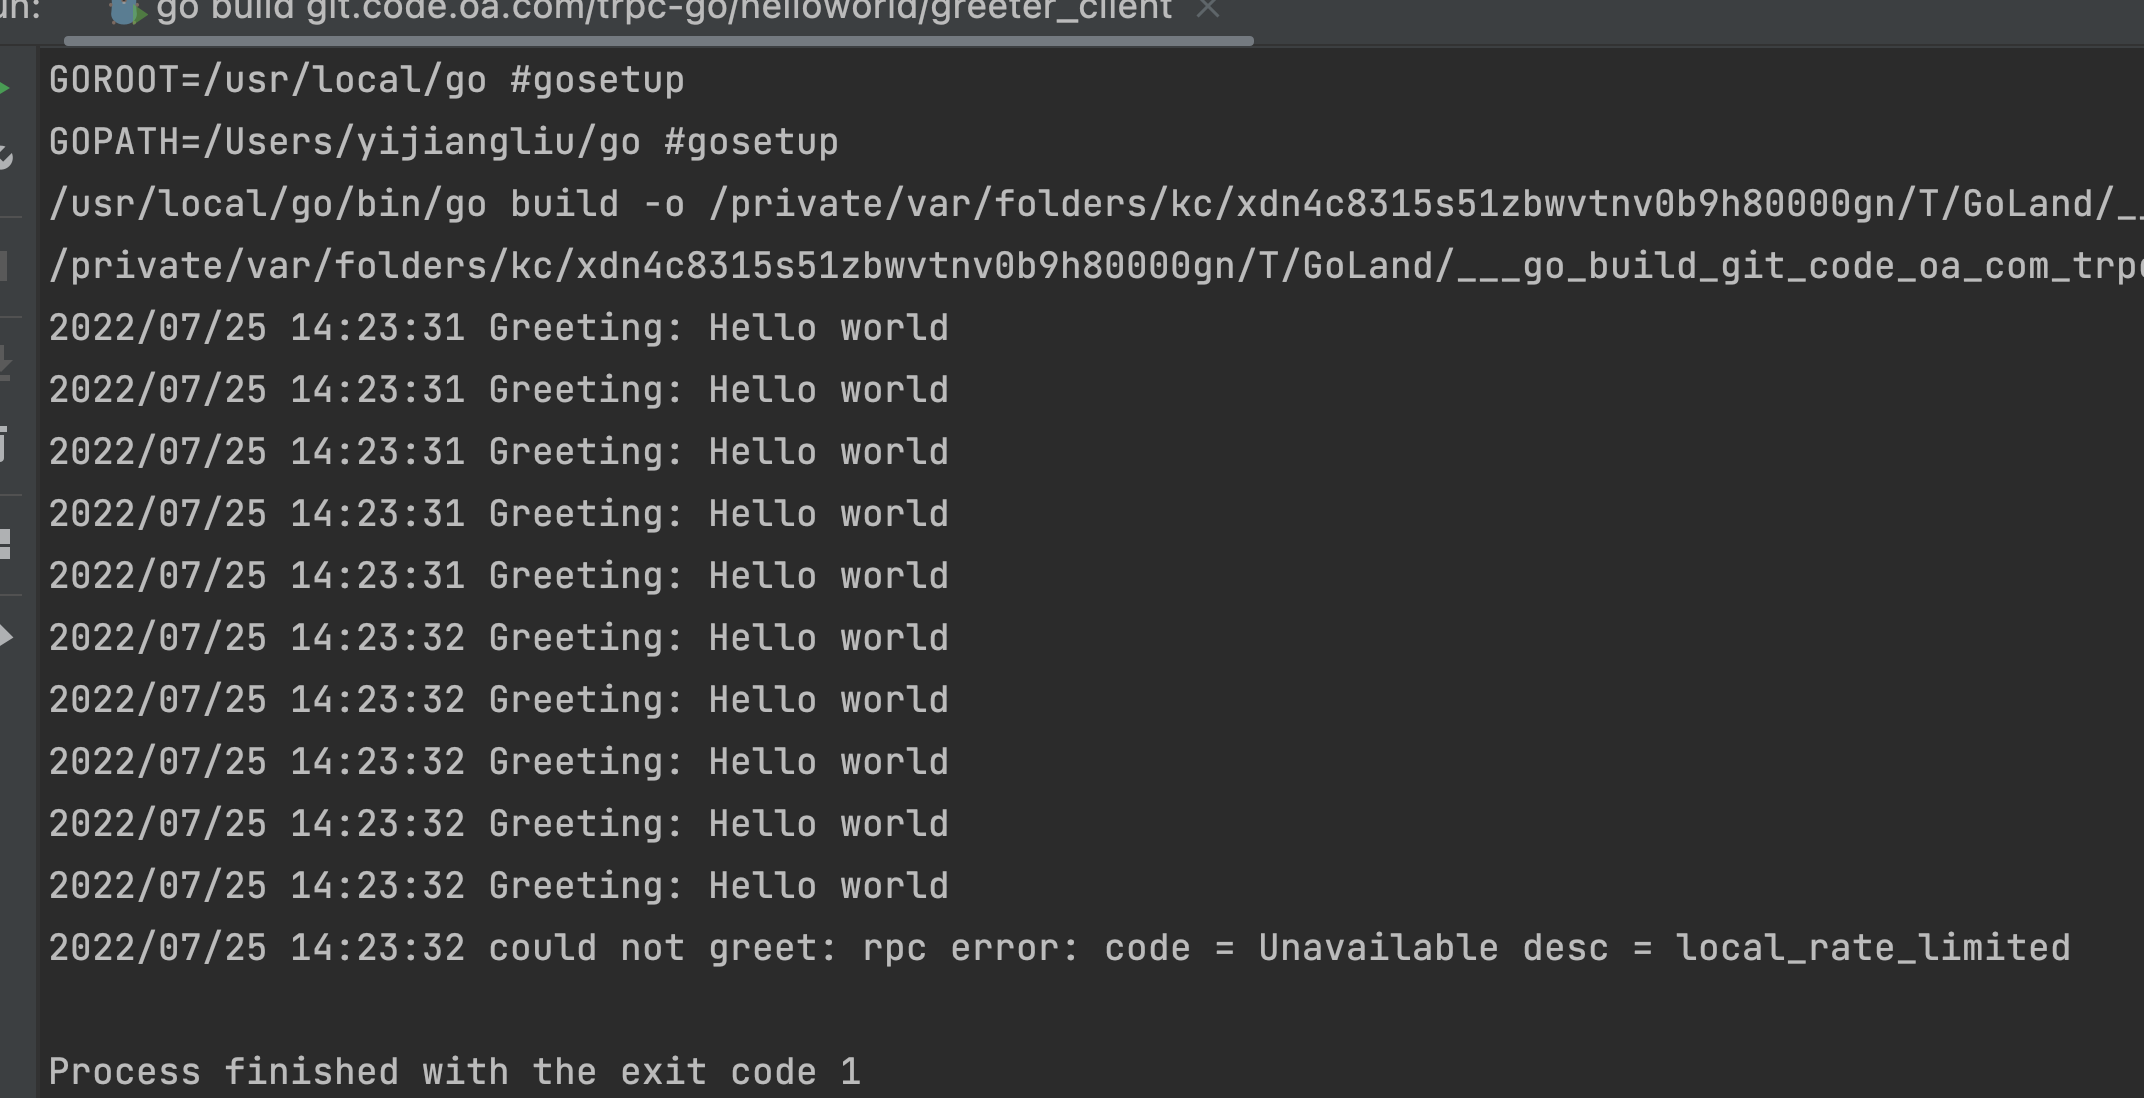 go build git.code.oa.com/trpc-go/helloworld/greeter_client
GOROOT=/usr/local/go #gosetup
GOPATH=/Users/yijiangliu/go #gosetup
/usr/local/go/bin/go build -o /private/var/folders/kc/xdn4c8315s51zbwvtnv0b9h80000gn/T/GoLand/__
/private/var/folders/kc/xdn4c8315s51zbwvtnv0b9h80000gn/T/GoLand/___go_build_git_code_oa_com_trpc
2022/07/25 14:23:31 Greeting: Hello world
2022/07/25 14:23:31 Greeting: Hello world
2022/07/25 14:23:31 Greeting: Hello world
2022/07/25 14:23:31 Greeting: Hello world
2022/07/25 14:23:31 Greeting: Hello world
2022/07/25 14:23:32 Greeting: Hello world
2022/07/25 14:23:32 Greeting: Hello world
2022/07/25 14:23:32 Greeting: Hello world
2022/07/25 14:23:32 Greeting: Hello world
2022/07/25 14:23:32 Greeting: Hello world
2022/07/25 14:23:32 could not greet: rpc error: code = Unavailable desc = local_rate_limited
Process finished with the exit code 1